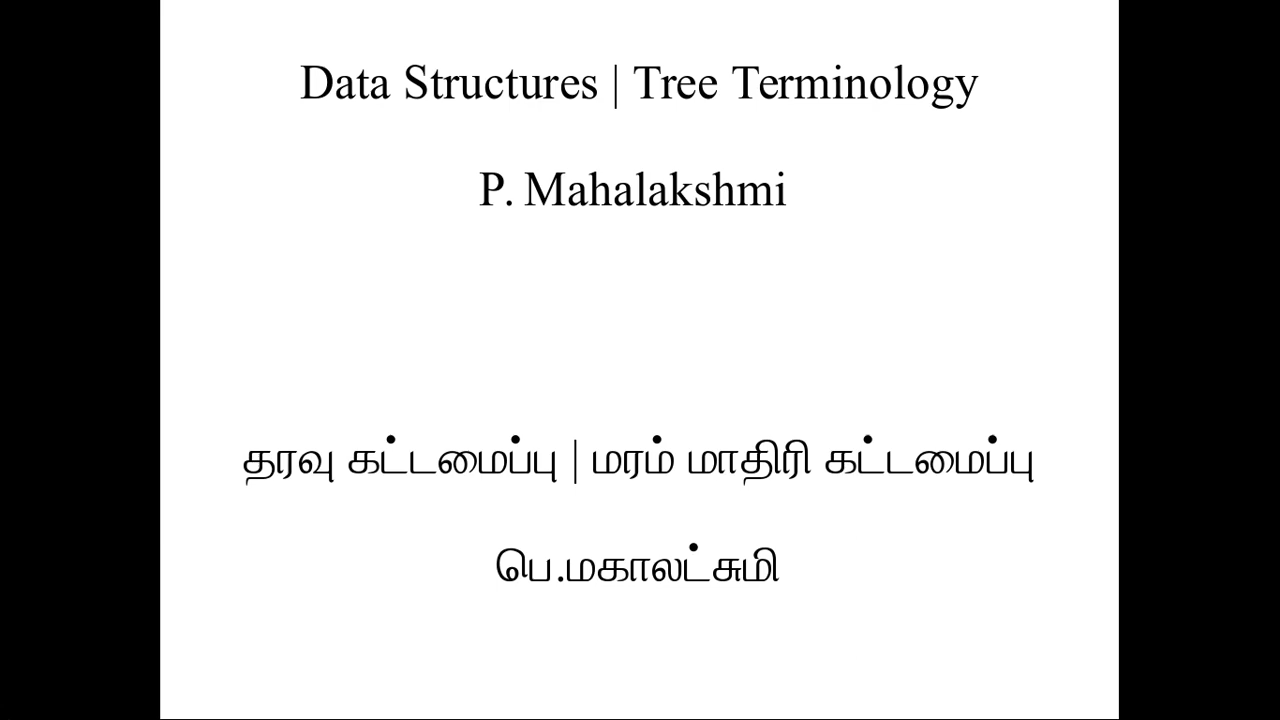 Data Structures | Tree Terminology
P. Mahalakshmi
தரவு கட்டமைப்பு | மரம் மாதிரி கட்டமைப்பு
பெ.மகாலட்சுமி